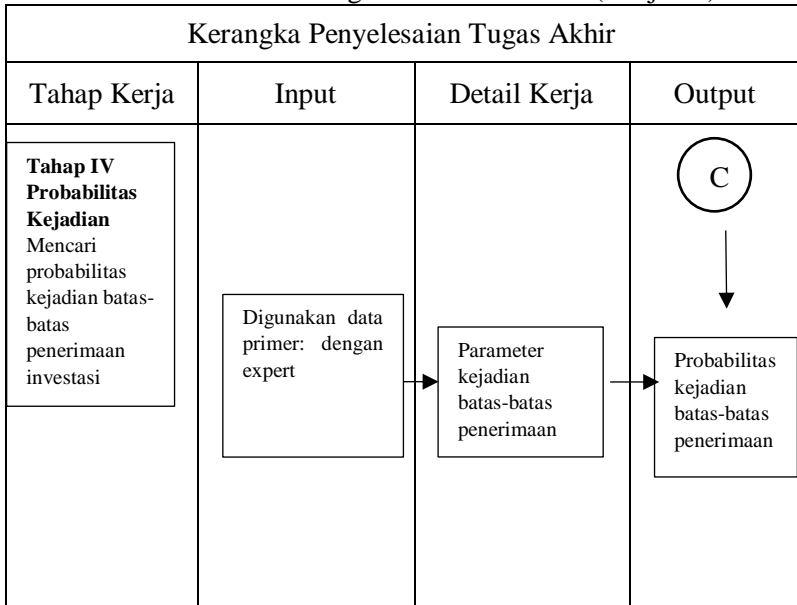 Kerangka Penyelesaian Tugas Akhir
Tahap Kerja
Input
Detail Kerja
Output
Tahap IV
Probabilitas
Kejadian
Mencari
probabilitas
kejadian batas-
batas
penerimaan
investasi
Digunakan data
primer: dengan
expert
Parameter
kejadian
batas-batas
penerimaan
C
Probabilitas
kejadian
batas-batas
penerimaan